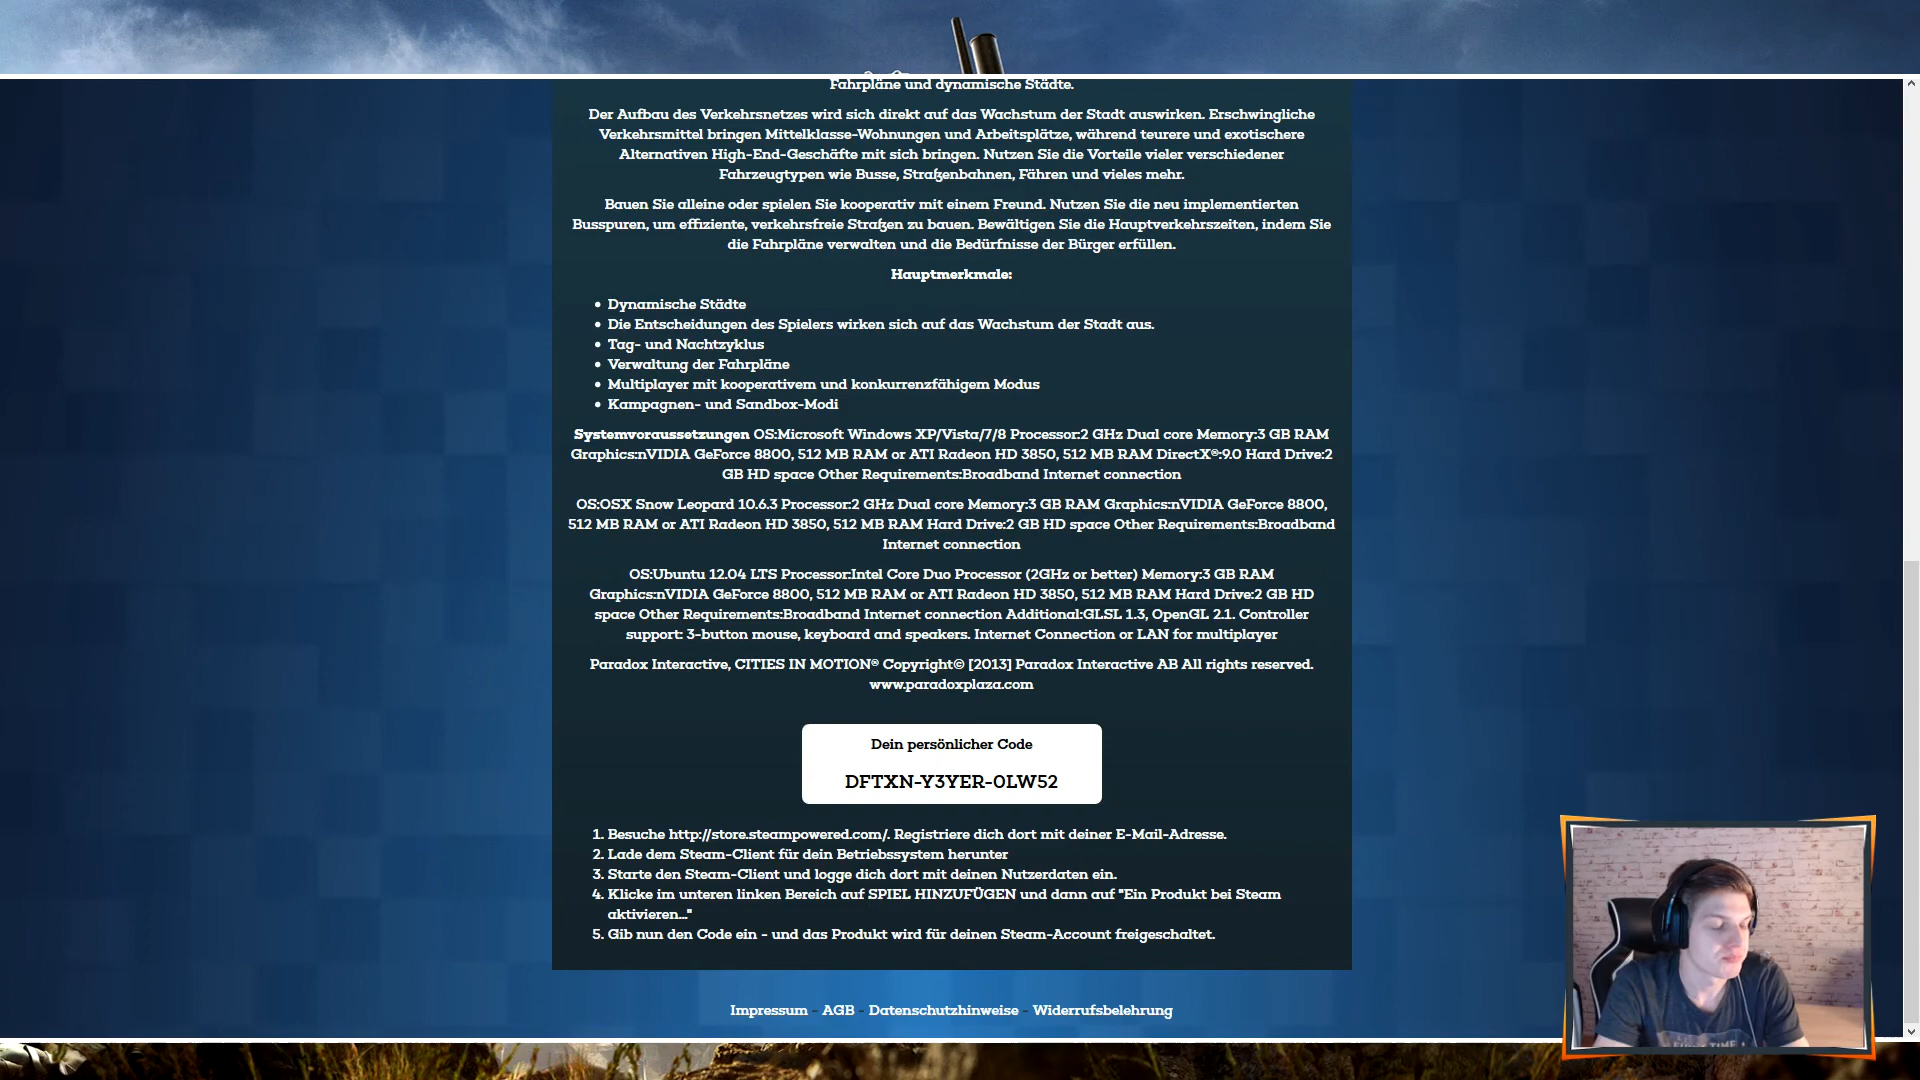 Fahrpläne und dynamische Städte.
Der Aufbau des Verkehrsnetzes wird sich direkt auf das Wachstum der Stadt auswirken. Erschwingliche
Verkehrsmittel bringen Mittelklasse-Wohnungen und Arbeitsplätze, während teurere und exotischere
Alternativen High-End-Geschäfte mit sich bringen. Nutzen Sie die Vorteile vieler verschiedener
Fahrzeugtypen wie Busse, Straßenbahnen, Fähren und vieles mehr.
Bauen Sie alleine oder spielen Sie kooperativ mit einem Freund. Nutzen Sie die neu implementierten
Busspuren, um effiziente, verkehrsfreie Straßen zu bauen. Bewältigen Sie die Hauptverkehrszeiten, indem Sie
die Fahrpläne verwalten und die Bedürfnisse der Bürger erfüllen.
Hauptmerkmale:
• Dynamische Städte
• Die Entscheidungen des Spielers wirken sich auf das Wachstum der Stadt aus.
• Tag- und Nachtzyklus
• Verwaltung der Fahrpläne
• Multiplayer mit kooperativem und konkurrenzfähigem Modus
• Kampagnen- und Sandbox-Modi
Systemvoraussetzungen OS:Microsoft Windows XP/Vista/7/8 Processor:2 GHz Dual core Memory:3 GB RAM
Graphics:nVIDIA GeForce 8800, 512 MB RAM or ATI Radeon HD 3850, 512 MB RAM DirectX®:9.0 Hard Drive:2
GB HD space Other Requirements:Broadband Internet connection
OS:OSX Snow Leopard 10.6.3 Processor:2 GHz Dual core Memory:3 GB RAM Graphics:nVIDIA GeForce 8800,
512 MB RAM or ATI Radeon HD 3850, 512 MB RAM Hard Drive:2 GB HD space Other Requirements:Broadband
Internet connection
OS:Ubuntu 12.04 LTS Processor:Intel Core Duo Processor (2GHz or better) Memory:3 GB RAM
Graphics:nVIDIA GeForce 8800, 512 MB RAM or ATI Radeon HD 3850, 512 MB RAM Hard Drive:2 GB HD
space Other Requirements:Broadband Internet connection Additional:GLSL 1.3, OpenGL 2.1. Controller
support: 3-button mouse, keyboard and speakers. Internet Connection or LAN for multiplayer
Paradox Interactive, CITIES IN MOTION® Copyright© [2013] Paradox Interactive AB All rights reserved.
www.paradoxplaza.com
Dein persönlicher Code
DFTXN-Y3YER-0LW52
1. Besuche http://store.steampowered.com/. Registriere dich dort mit deiner E-Mail-Adresse.
2. Lade dem Steam-Client für dein Betriebssystem herunter
3. Starte den Steam-Client und logge dich dort mit deinen Nutzerdaten ein.
4. Klicke im unteren linken Bereich auf SPIEL HINZUFÜGEN und dann auf "Ein Produkt bei Steam
aktivieren..."
5. Gib nun den Code ein - und das Produkt wird für deinen Steam-Account freigeschaltet.
Impressum - AGB - Datenschutzhinweise - Widerrufsbelehrung